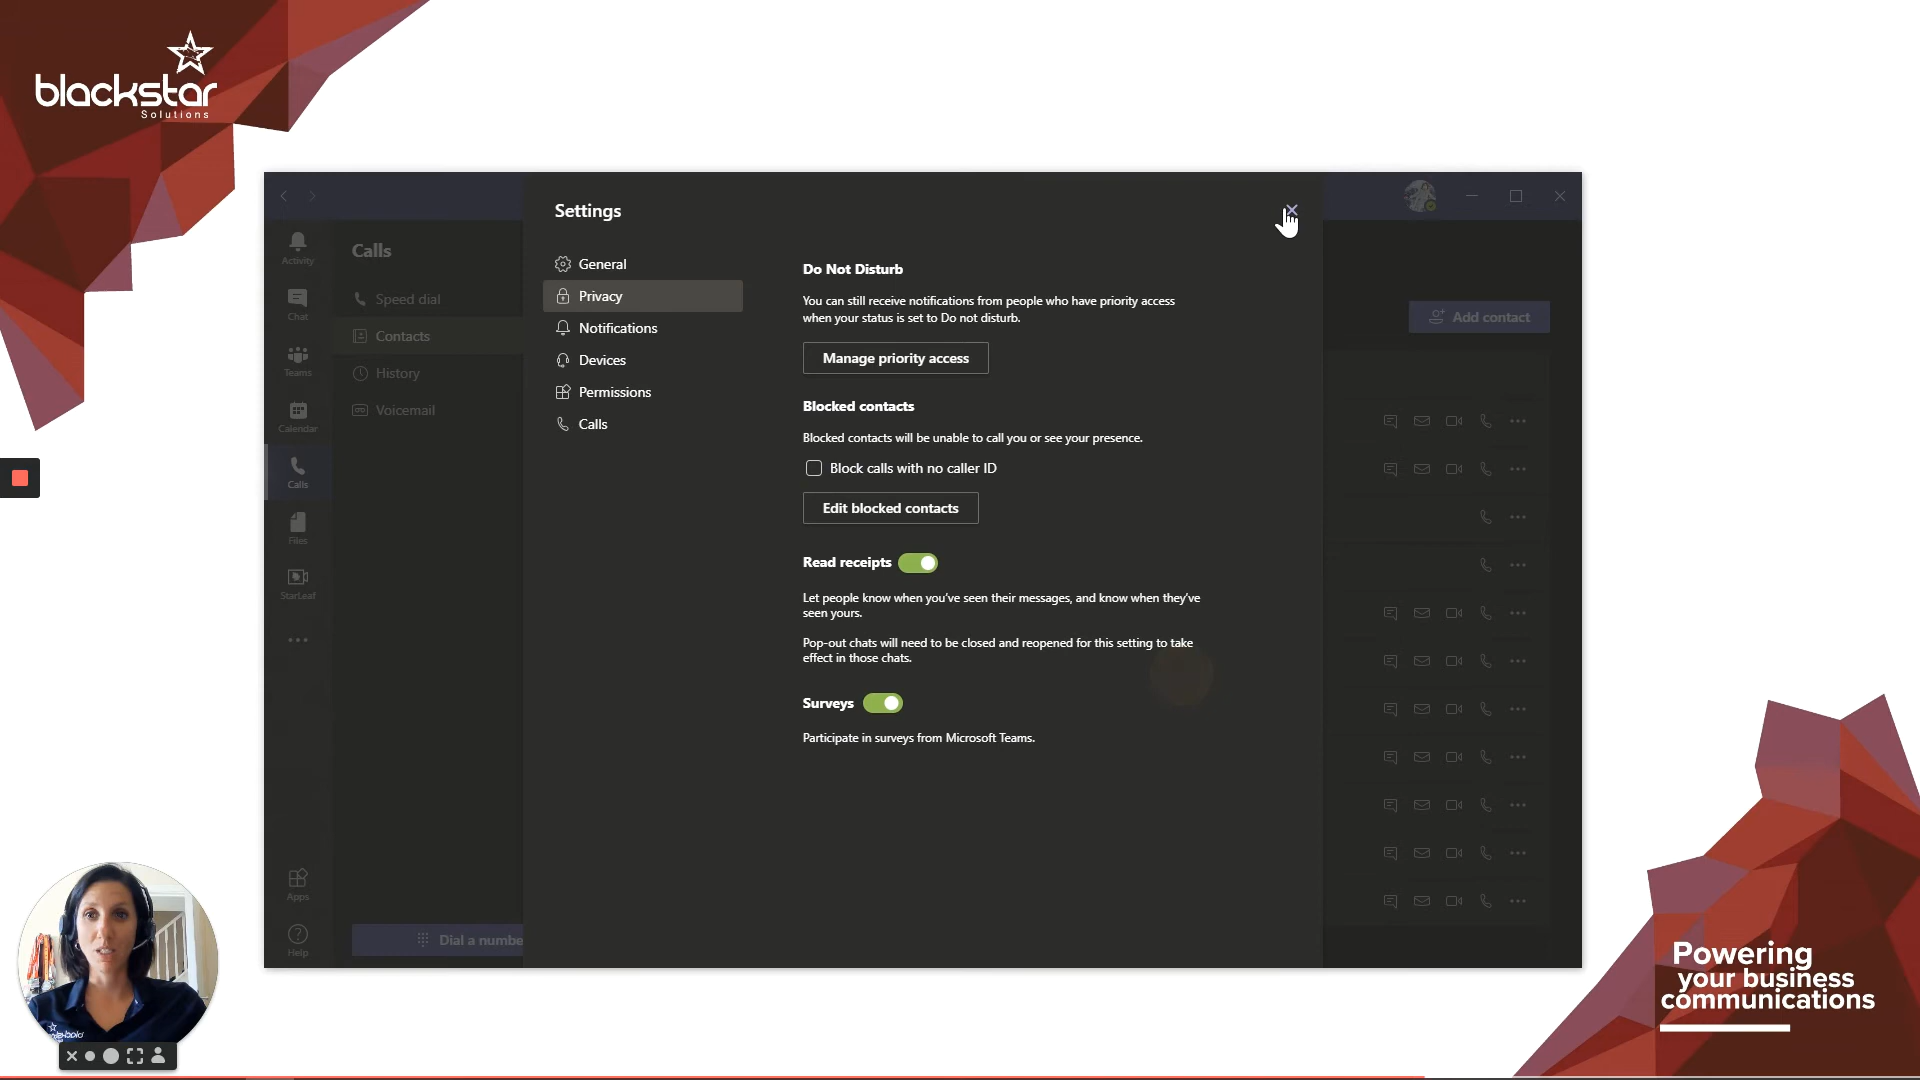 blackstar
Solutions
Settings
Activity
Chat
Teams
Calendar
Calls
Files
StarLeaf
Apps
Help
Calls
Speed dial
Contacts
History
Voicemail
Dial a numbe
General
Privacy
Notifications
Devices
Permissions
Calls
Do Not Disturb
You can still receive notifications from people who have priority access
when your status is set to Do not disturb.
Manage priority access
Blocked contacts
Blocked contacts will be unable to call you or see your presence.
Block calls with no caller ID
Edit blocked contacts
Read receipts
Let people know when you've seen their messages, and know when they've
seen yours.
Pop-out chats will need to be closed and reopened for this setting to take
effect in those chats.
Surveys
Participate in surveys from Microsoft Teams.
Add contact
Powering
your business
communications